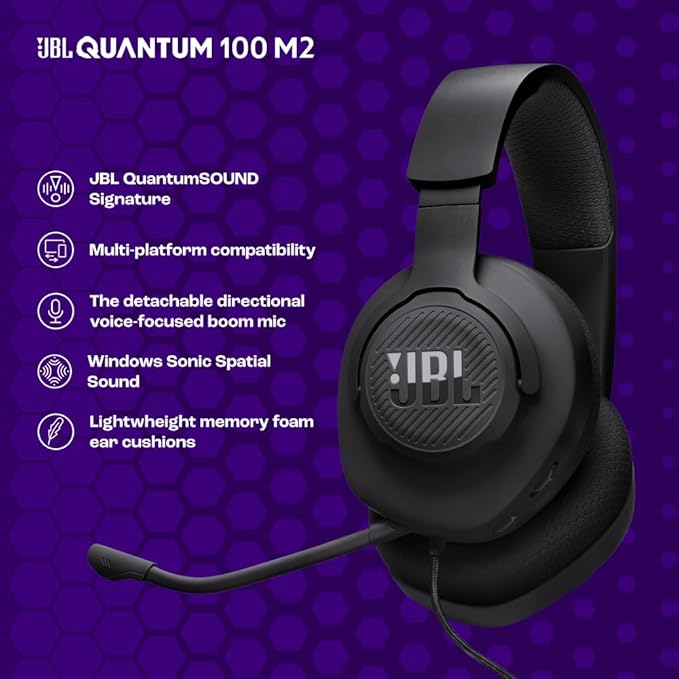 JBL QUANTUM 100 M2
JBL QuantumSOUND
Signature
Multi-platform compatibility
The detachable directional
voice-focused boom mic
Windows Sonic Spatial
Sound
Lightwheight memory foam
ear cushions
JBL